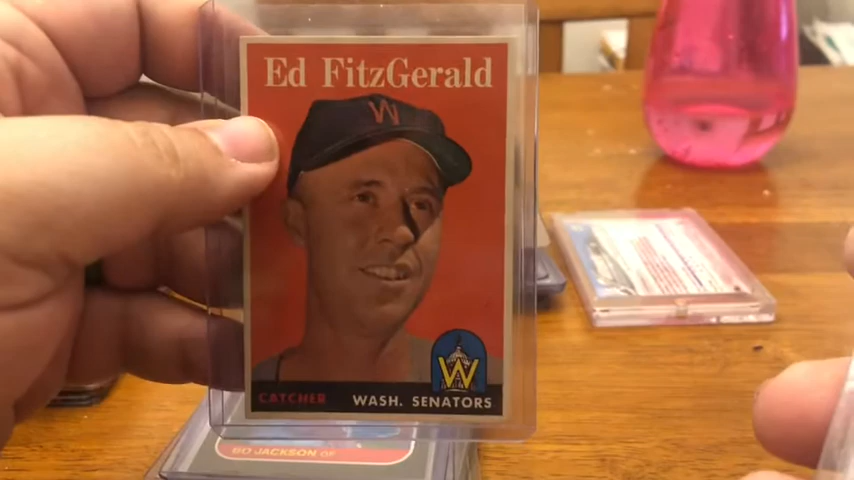 Ed FitzGerald
W
W
CATCHER
WASH. SENATORS
BO JACKSON OF